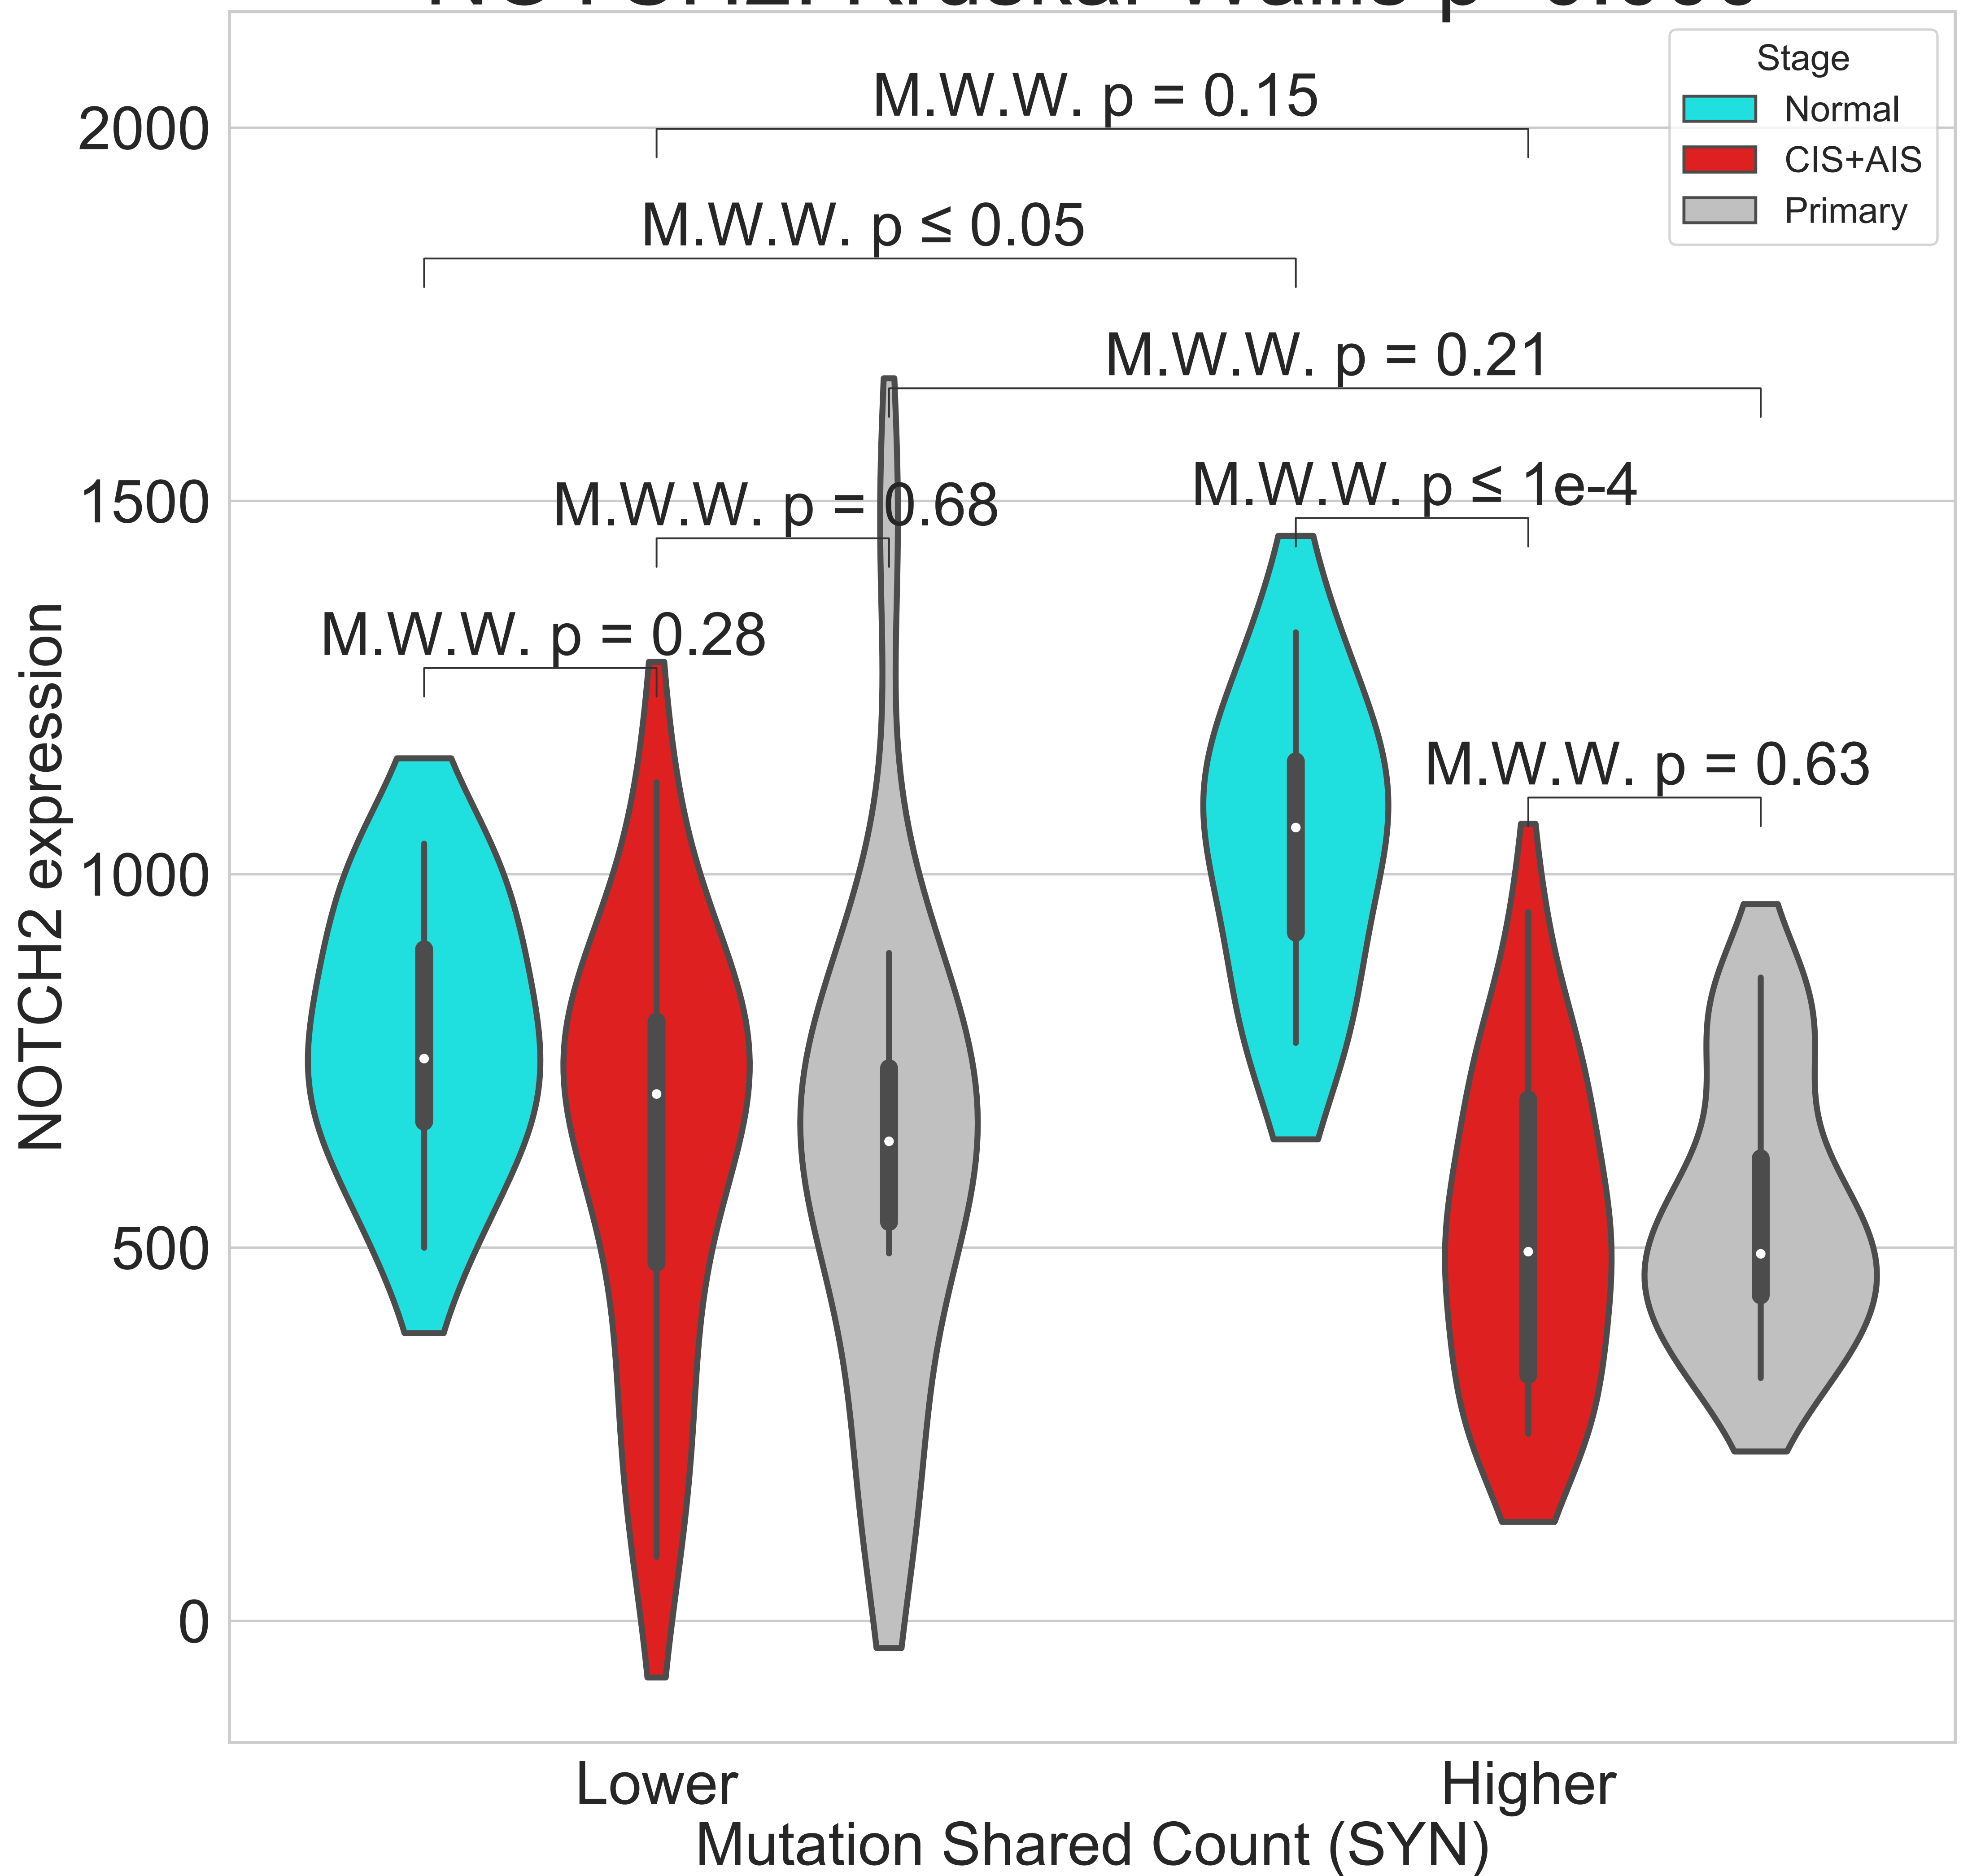 Stage
Normal
CIS+AIS
Primary
M.W.W. p = 0.15
M.W.W. p ≤ 0.05
M.W.W. p = 0.21
M.W.W. p = 0.68
M.W.W. p ≤ 1e-4
M.W.W. p = 0.28
M.W.W. p = 0.63
2000
1500
1000
500
0
NOTCH2 expression
Lower
Higher
Mutation Shared Count (SYN)